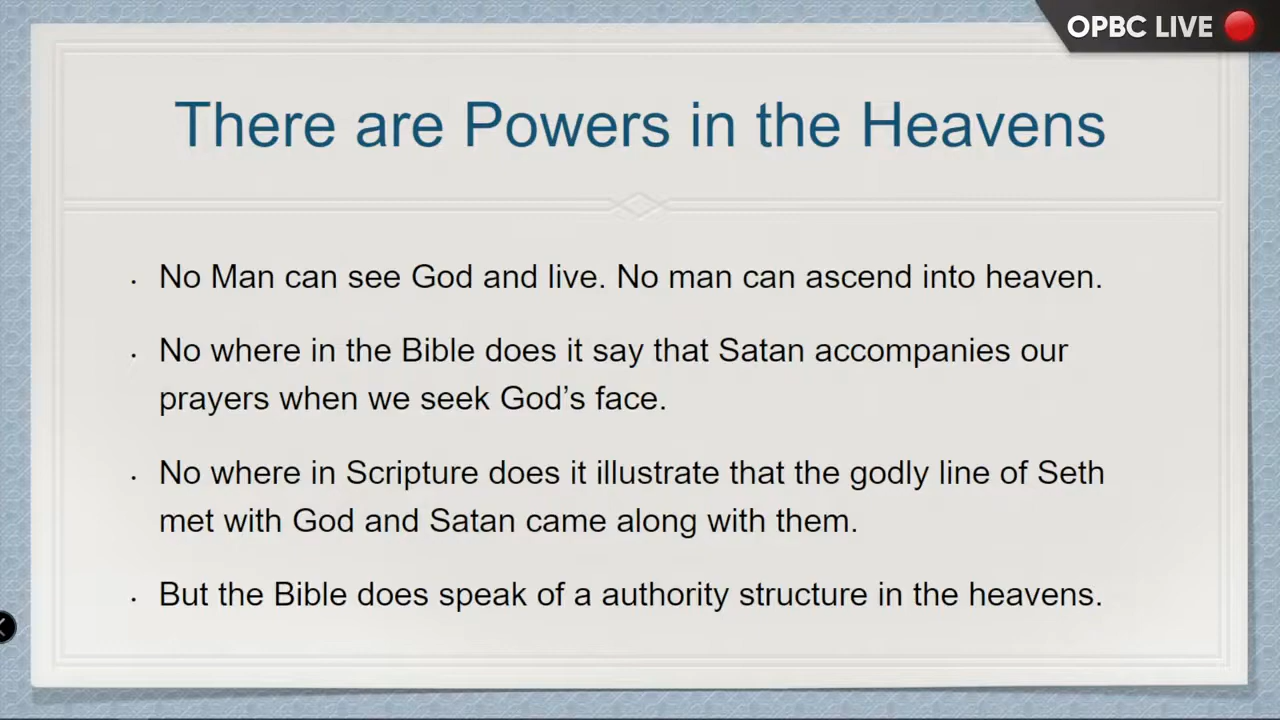 OPBC LIVE
There are Powers in the Heavens
. No Man can see God and live. No man can ascend into heaven.
. No where in the Bible does it say that Satan accompanies our
prayers when we seek God’s face.
. No where in Scripture does it illustrate that the godly line of Seth
met with God and Satan came along with them.
. But the Bible does speak of a authority structure in the heavens.